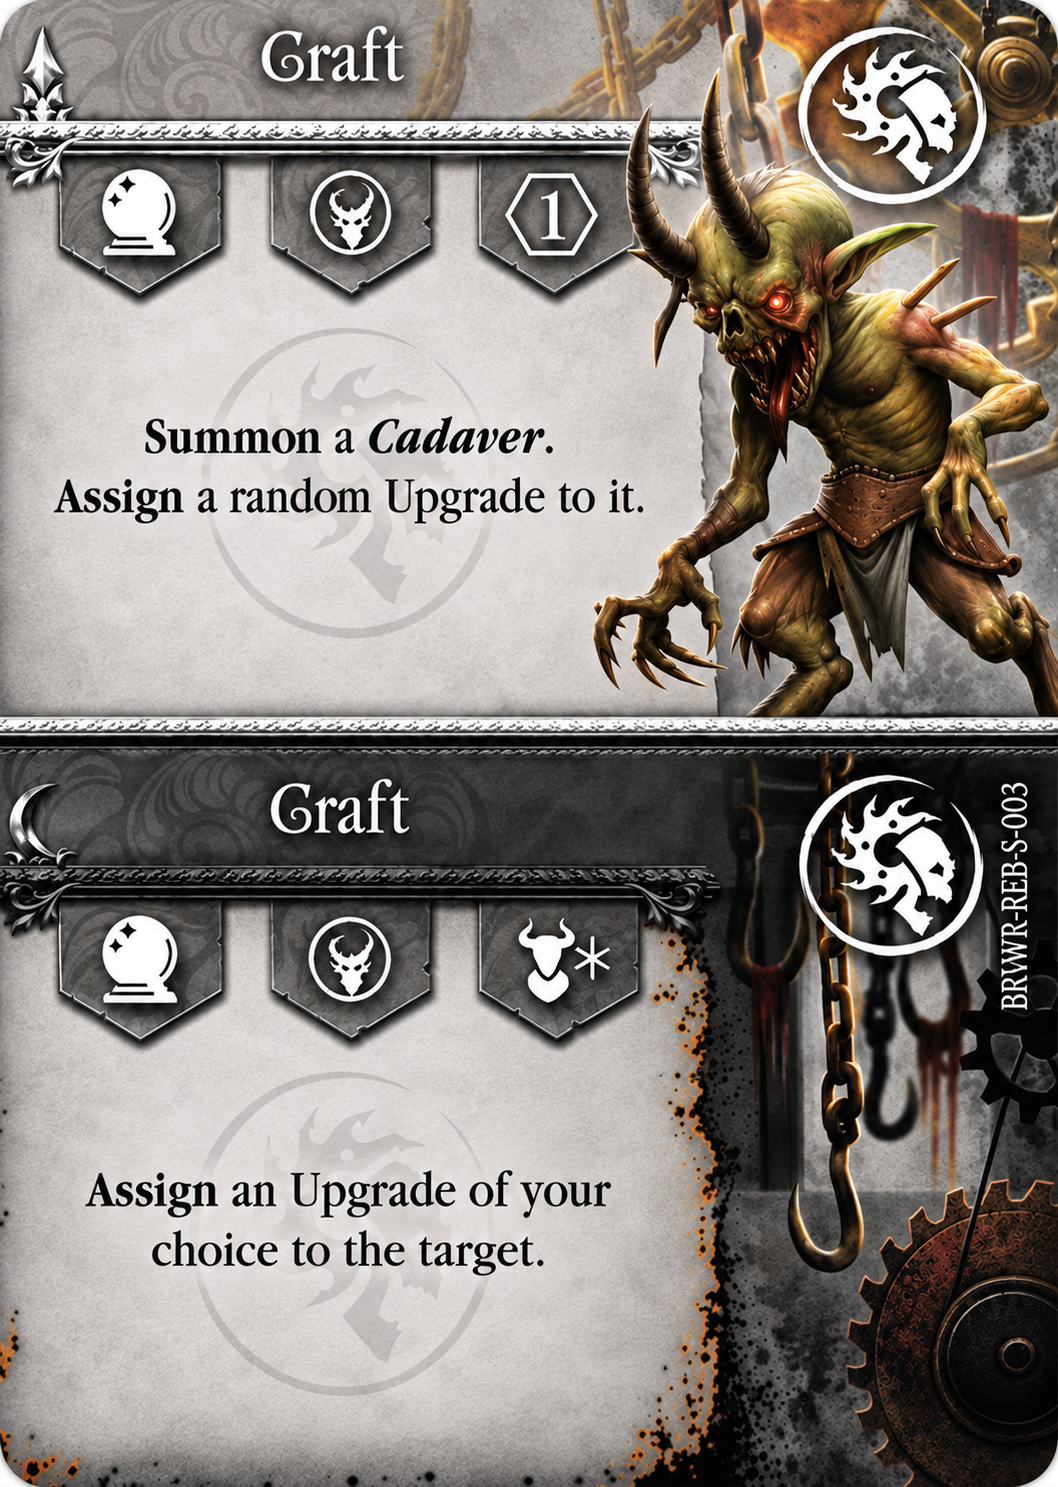 Graft
1
Summon a Cadaver.
Assign a random Upgrade to it.
Graft
BRWWR-REB-S-003
Assign an Upgrade of your
choice to the target.